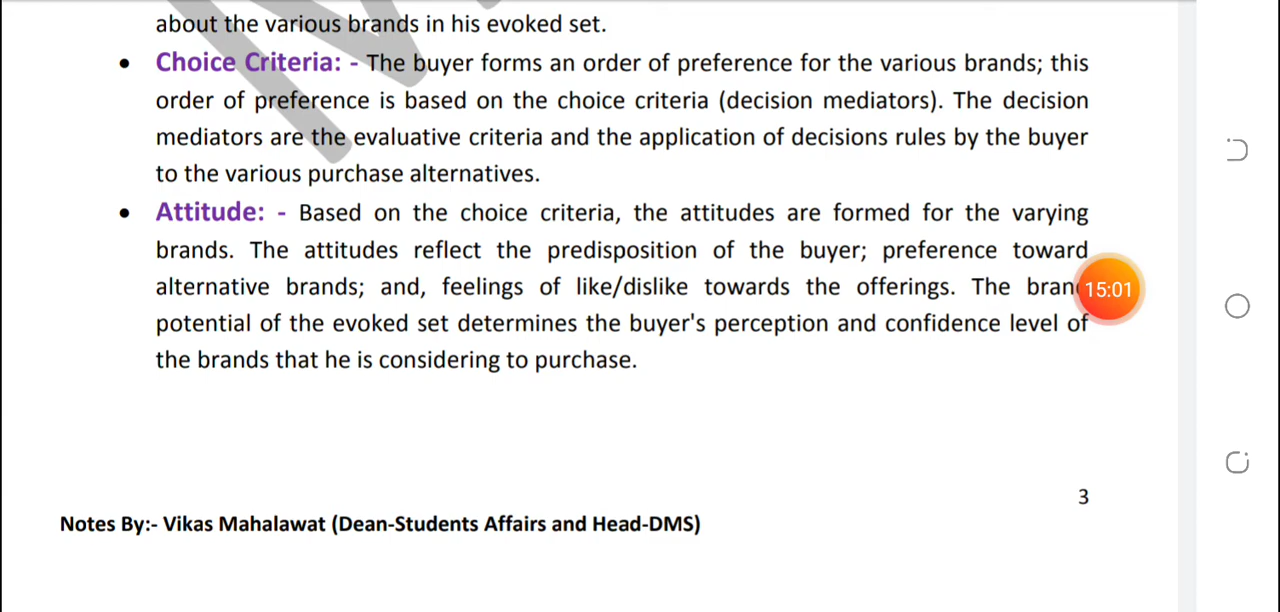 about the various brands in his evoked set.
• Choice Criteria: - The buyer forms an order of preference for the various brands; this
order of preference is based on the choice criteria (decision mediators). The decision
mediators are the evaluative criteria and the application of decisions rules by the buyer
to the various purchase alternatives.
• Attitude: - Based on the choice criteria, the attitudes are formed for the varying
brands. The attitudes reflect the predisposition of the buyer; preference toward
alternative brands; and, feelings of like/dislike towards the offerings. The bran
15:01
potential of the evoked set determines the buyer's perception and confidence level of
the brands that he is considering to purchase.
3
Notes By:- Vikas Mahalawat (Dean-Students Affairs and Head-DMS)